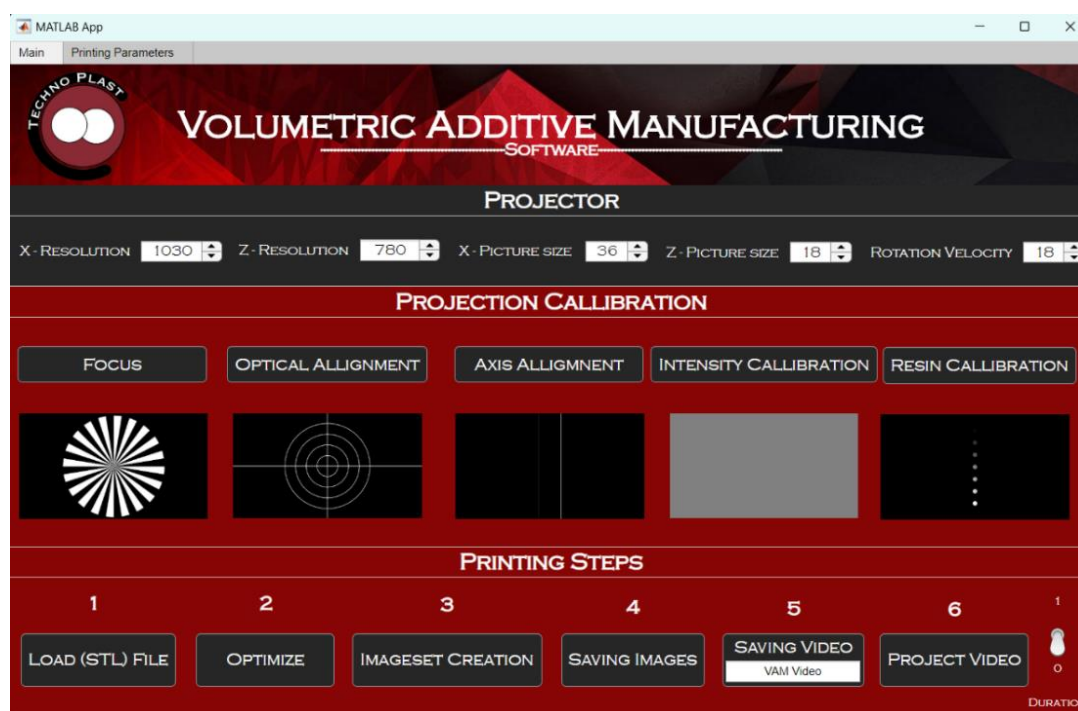 MATLAB App
Main Printing Parameters
TECHNO PLAST
VOLUMETRIC ADDITIVE MANUFACTURING
SOFTWARE
PROJECTOR
X-RESOLUTION 1030 Z-RESOLUTION 780 X-PICTURE SIZE 36 Z-PICTURE SIZE 18 ROTATION VELOCITY 18
PROJECTION CALLIBRATION
FOCUS OPTICAL ALLIGNMENT AXIS ALLIGMNENT INTENSITY CALLIBRATION RESIN CALLIBRATION
PRINTING STEPS
1 2 3 4 5 6 1
LOAD (STL) FILE OPTIMIZE IMAGESET CREATION SAVING IMAGES SAVING VIDEO PROJECT VIDEO
VAM Video
0
DURATIO